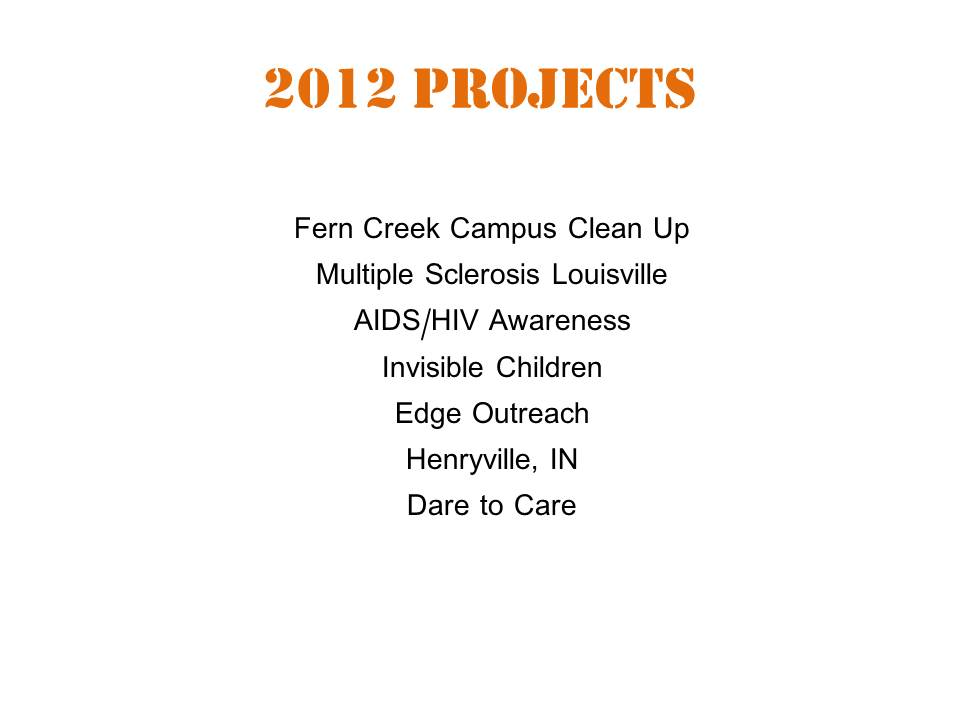 2012 PROJECTS
Fern Creek Campus Clean Up
Multiple Sclerosis Louisville
AIDS/HIV Awareness
Invisible Children
Edge Outreach
Henryville, IN
Dare to Care